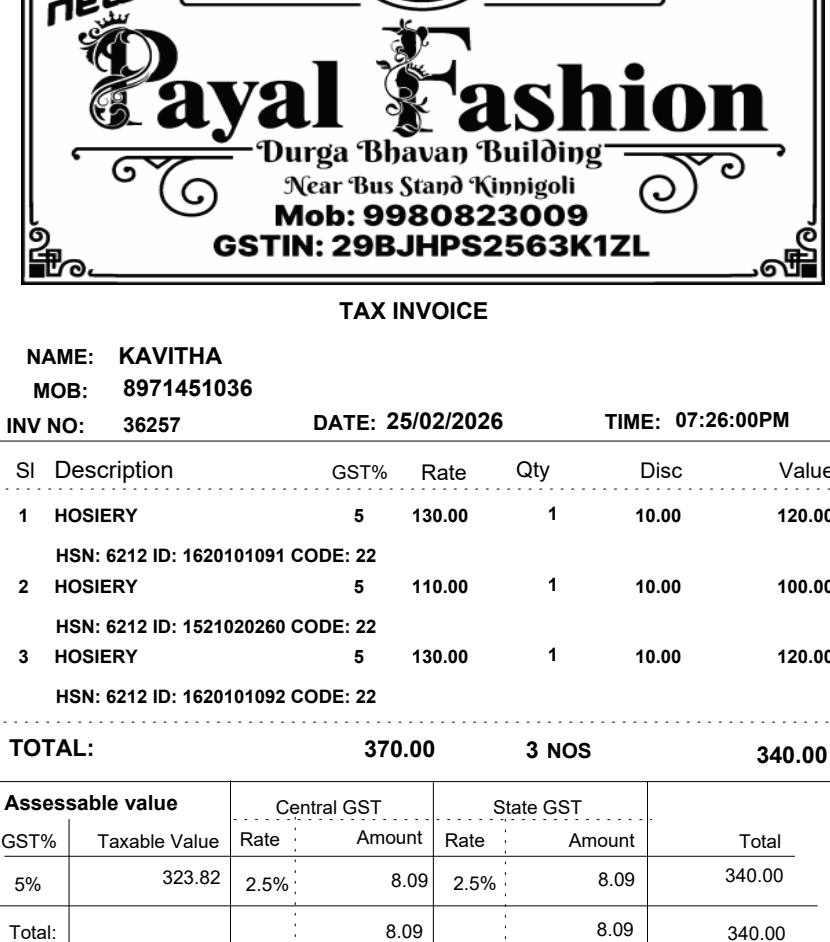 new
Payal Fashion
Durga Bhavan Building
Near Bus Stand Kinnigoli
Mob: 9980823009
GSTIN: 29BJHPS2563K1ZL
TAX INVOICE
NAME: KAVITHA
MOB: 8971451036
INV NO: 36257 DATE: 25/02/2026 TIME: 07:26:00PM
Sl Description GST% Rate Qty Disc Value
1 HOSIERY 5 130.00 1 10.00 120.00
HSN: 6212 ID: 1620101091 CODE: 22
2 HOSIERY 5 110.00 1 10.00 100.00
HSN: 6212 ID: 1521020260 CODE: 22
3 HOSIERY 5 130.00 1 10.00 120.00
HSN: 6212 ID: 1620101092 CODE: 22
TOTAL: 370.00 3 NOS 340.00
Assessable value Central GST State GST
GST% Taxable Value Rate Amount Rate Amount Total
5% 323.82 2.5% 8.09 2.5% 8.09 340.00
Total: 8.09 8.09 340.00